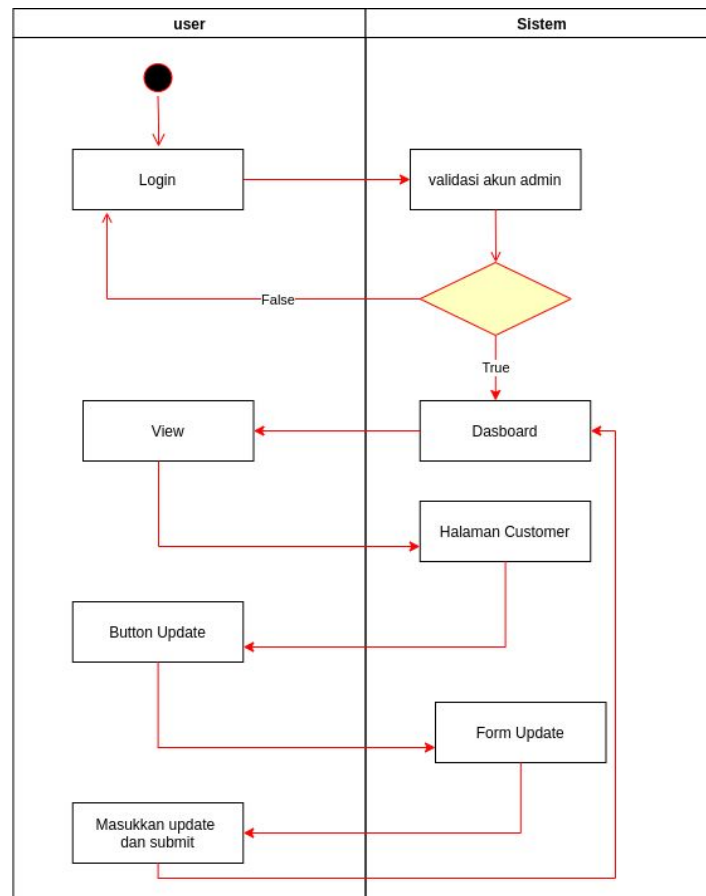 user
Sistem
Login
validasi akun admin
False
True
View
Dasboard
Halaman Customer
Button Update
Form Update
Masukkan update
dan submit